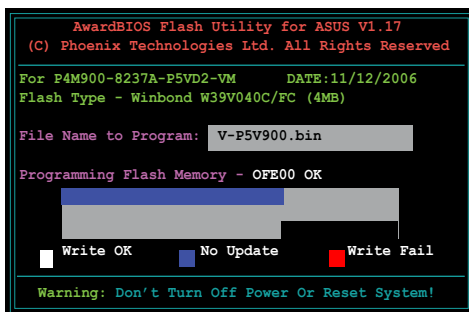 AwardBIOS Flash Utility for ASUS V1.17
(C) Phoenix Technologies Ltd. All Rights Reserved
For P4M900-8237A-P5VD2-VM DATE:11/12/2006
Flash Type - Winbond W39V040C/FC (4MB)
File Name to Program: V-P5V900.bin
Programming Flash Memory - OFE00 OK
Write OK No Update Write Fail
Warning: Don't Turn Off Power Or Reset System!